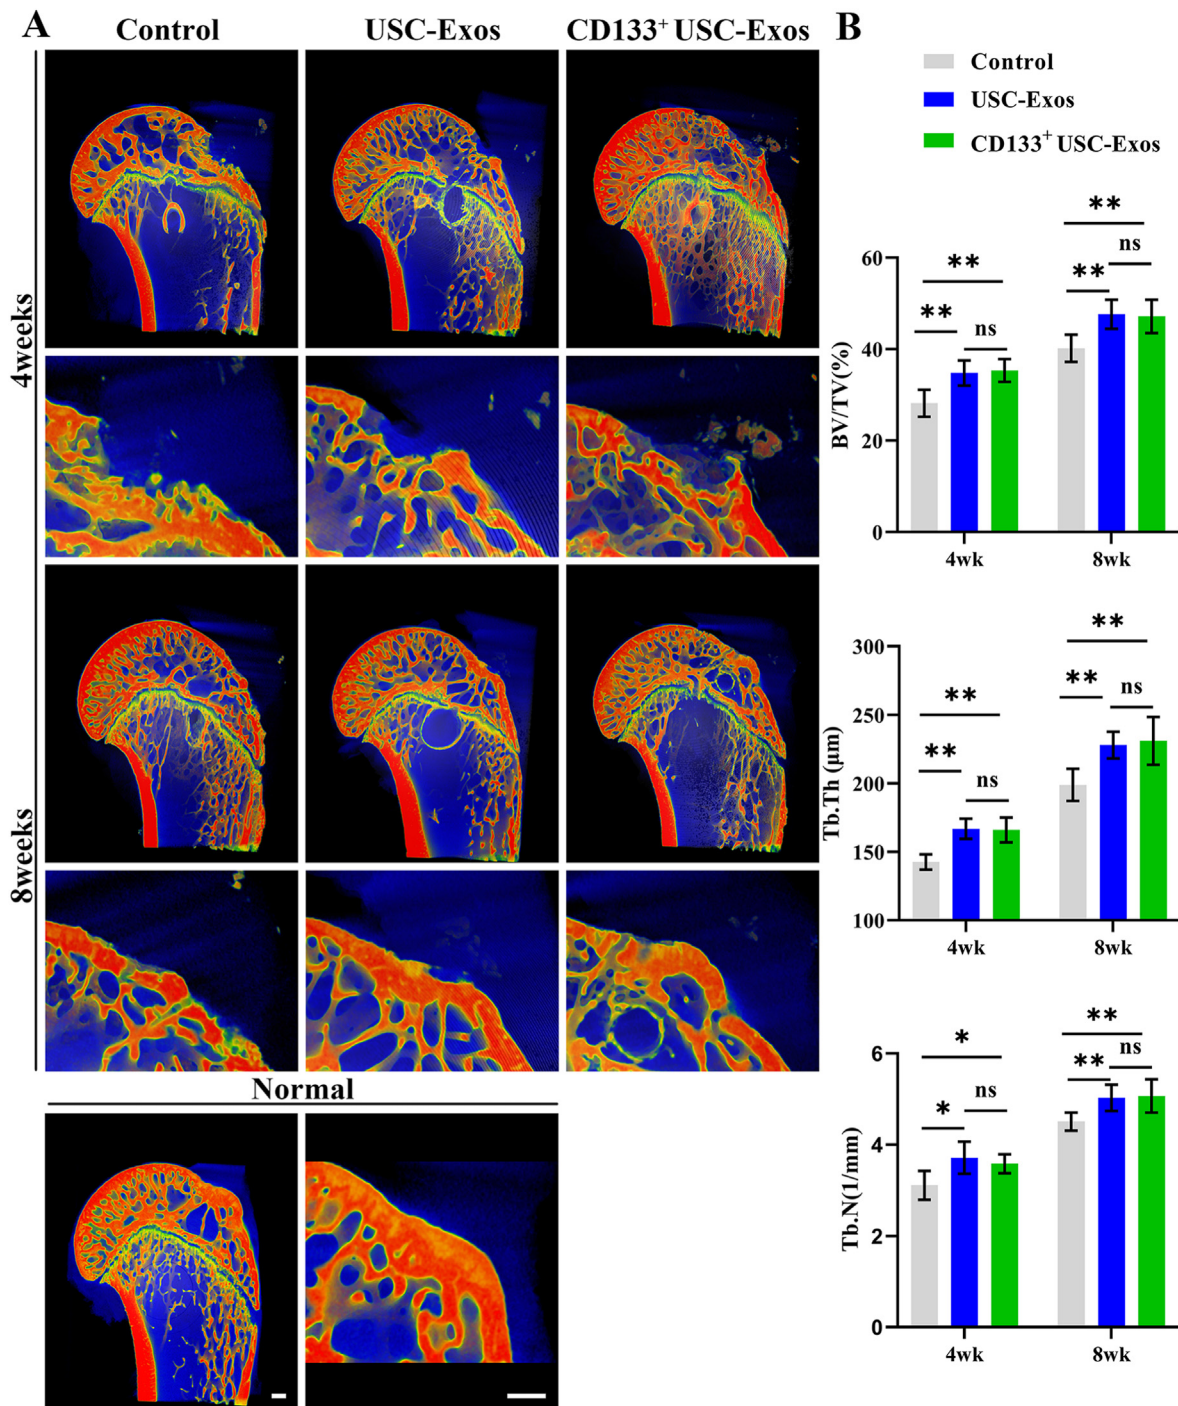 A
Control
USC-Exos
CD133⁺ USC-Exos
4weeks
8weeks
Normal
B
Control
USC-Exos
CD133⁺ USC-Exos
BV/TV(%)
60
40
20
0
**
**
ns
**
**
ns
4wk
8wk
Tb.Th (μm)
300
250
200
150
100
**
**
ns
**
**
ns
4wk
8wk
Tb.N(1/mm)
6
4
2
0
*
*
ns
**
**
ns
4wk
8wk